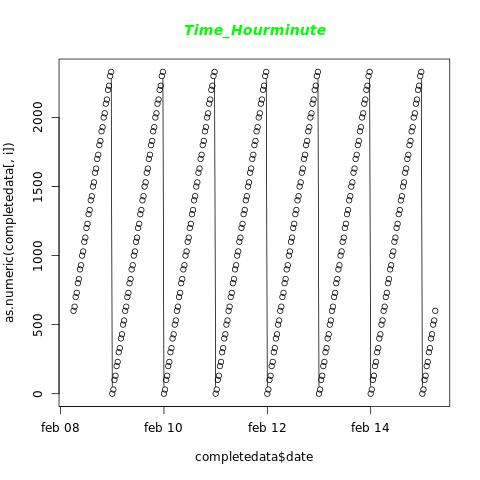 Time_Hourminute
as.numeric(completedata[, i])
2000
1500
1000
500
0
feb 08 feb 10 feb 12 feb 14
completedata$date